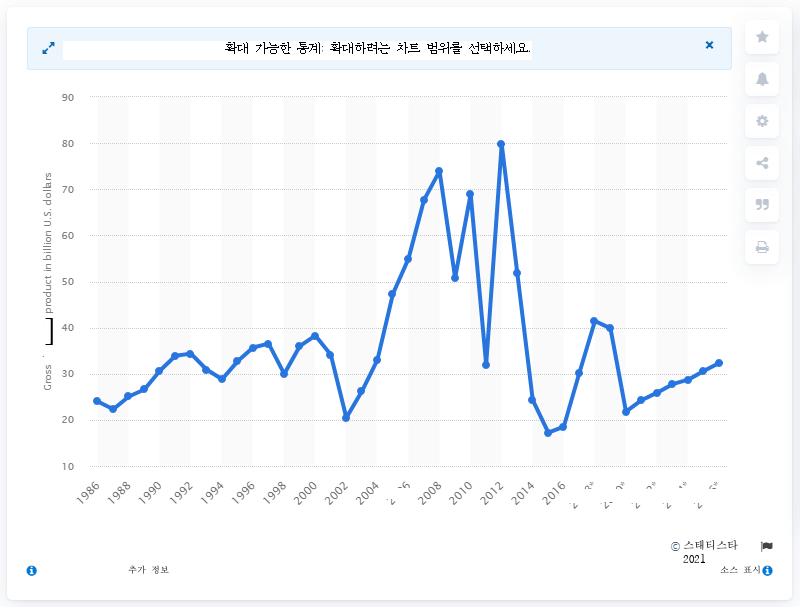 확대 가능한 통계: 확대하려는 차트 범위를 선택하세요.
90
80
70
60
50
40
30
20
10
Gross
product in billion U.S. dollars
1986 1988 1990 1992 1994 1996 1998 2000 2002 2004 2008 2010 2012 2014 2016
© 스태티스타
2021
추가 정보
소스 표시